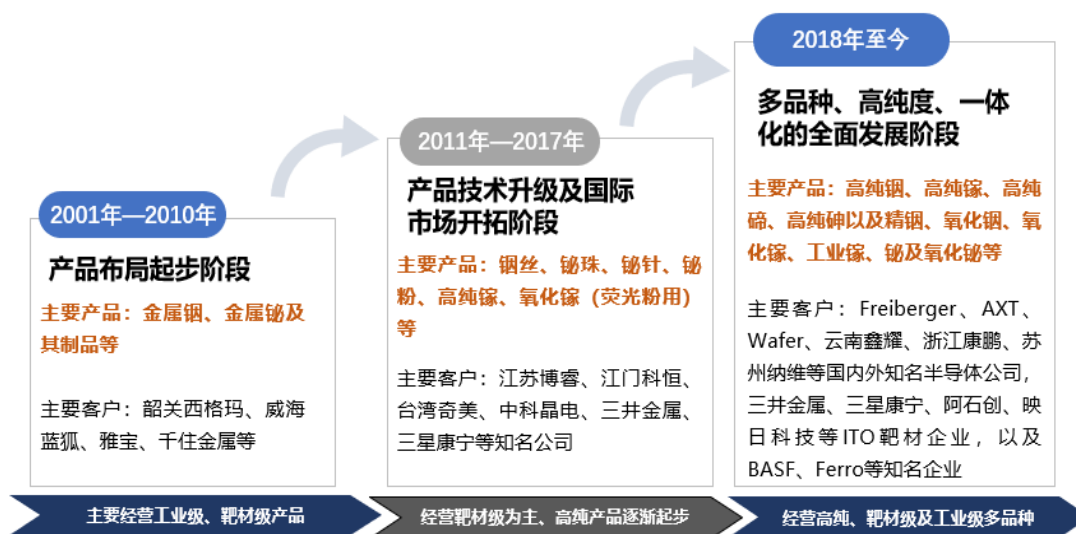 2001年—2010年
产品布局起步阶段
主要产品：金属铟、金属铋及
其制品等
主要客户：韶关西格玛、威海
蓝狐、雅宝、千住金属等
主要经营工业级、靶材级产品
2011年—2017年
产品技术升级及国际
市场开拓阶段
主要产品：铟丝、铋珠、铋针、铋
粉、高纯镓、氧化镓（荧光粉用）
等
主要客户：江苏博睿、江门科恒、
台湾奇美、中科晶电、三井金属、
三星康宁等知名公司
经营靶材级为主、高纯产品逐渐起步
2018年至今
多品种、高纯度、一体
化的全面发展阶段
主要产品：高纯铟、高纯镓、高纯
碲、高纯砷以及精铟、氧化铟、氧
化镓、工业镓、铋及氧化铋等
主要客户：Freiberger、AXT、
Wafer、云南鑫耀、浙江康鹏、苏
州纳维等国内外知名半导体公司，
三井金属、三星康宁、阿石创、映
日科技等ITO靶材企业，以及
BASF、Ferro等知名企业
经营高纯、靶材级及工业级多品种